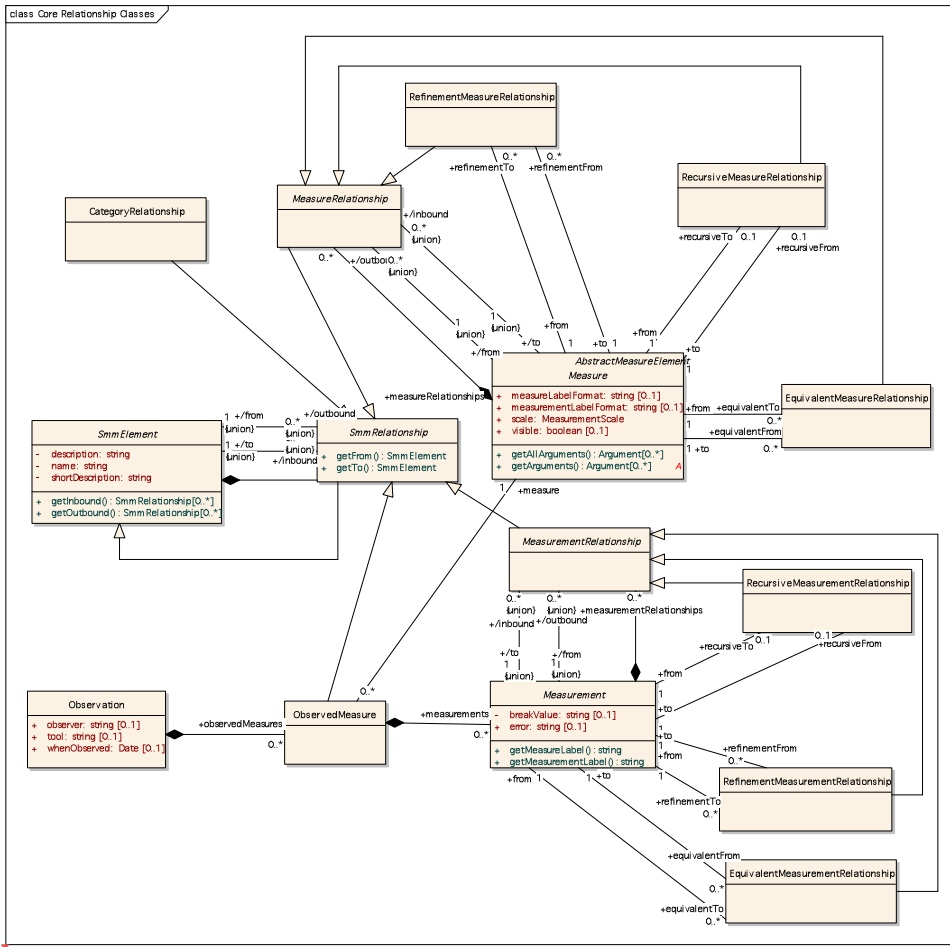 class Core Relationship Classes
RefinementMeasureRelationship
0..*
0..*
+refinementTo
+refinementFrom
RecursiveMeasureRelationship
+recursiveTo
0..1
0..1
+recursiveFrom
CategoryRelationship
MeasureRelationship
+/inbound
0..*
{union}
0..*
0..*
{union}
1
{union}
+/from
1
{union}
+/to
+from
1
+to
1
+from
1
+to
1
AbstractMeasureElement
Measure
+ measureLabelFormat: string [0..1]
+ measurementLabelFormat: string [0..1]
+ scale: MeasurementScale
+ visible: boolean [0..1]
+ getAllArguments() : Argument[0..*]
+ getArguments() : Argument[0..*]
A
+measureRelationships
EquivalentMeasureRelationship
+from
+equivalentTo
1
0..*
+equivalentFrom
1
+to
0..*
SmmElement
- description: string
- name: string
- shortDescription: string
+ getInbound() : SmmRelationship[0..*]
+ getOutbound() : SmmRelationship[0..*]
1
+/from
{union}
0..*
{union}
+/outbound
1
+/to
{union}
0..*
{union}
+/inbound
SmmRelationship
+ getFrom() : SmmElement
+ getTo() : SmmElement
1
+measure
MeasurementRelationship
0..*
{union}
+/inbound
0..*
{union}
+/outbound
0..*
+measurementRelationships
+/to
1
{union}
+/from
1
{union}
RecursiveMeasurementRelationship
+recursiveTo
0..1
0..1
+recursiveFrom
+from
1
+to
1
Observation
+ observer: string [0..1]
+ tool: string [0..1]
+ whenObserved: Date [0..1]
+observedMeasures
0..*
0..*
ObservedMeasure
+measurements
0..*
Measurement
- breakValue: string [0..1]
+ error: string [0..1]
+ getMeasureLabel() : string
+ getMeasurementLabel() : string
+to
1
+from
1
+refinementFrom
0..*
RefinementMeasurementRelationship
+refinementTo
0..*
+from
1
1
+to
+equivalentFrom
0..*
EquivalentMeasurementRelationship
+equivalentTo
0..*